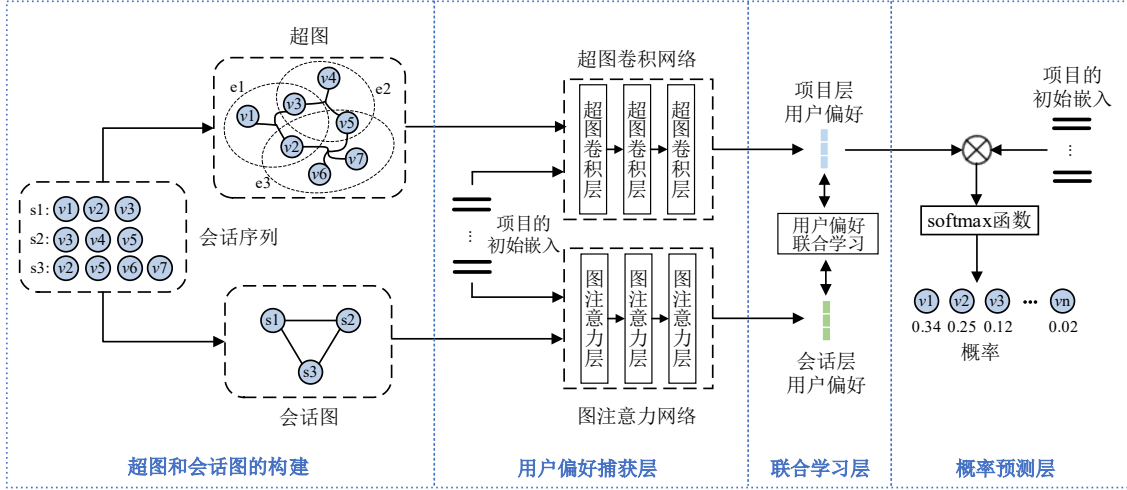 超图
e1
e2
e3
v4
v3
v1
v5
v2
v7
v6
s1: v1 v2 v3
s2: v3 v4 v5
s3: v2 v5 v6 v7
会话序列
s1 s2
s3
会话图
超图和会话图的构建
项目的
初始嵌入
超图卷积网络
超图卷积层
超图卷积层
超图卷积层
图注意力层
图注意力层
图注意力层
图注意力网络
用户偏好捕获层
项目层
用户偏好
用户偏好
联合学习
会话层
用户偏好
联合学习层
项目的
初始嵌入
softmax函数
v1 v2 v3 ··· vn
0.34 0.25 0.12 0.02
概率
概率预测层